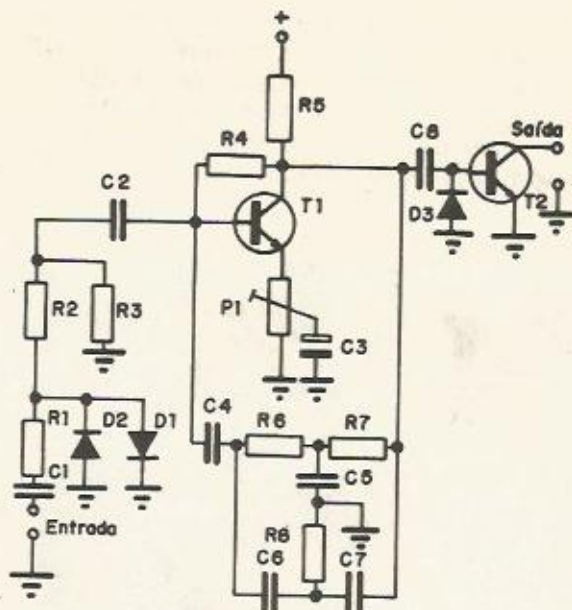 +
R5
R4
C8
Saída
C2
T1
T2
D3
R2
R3
P1
C3
C4
R6
R7
R1
D2
D1
C1
C5
Entrada
R8
C6
C7